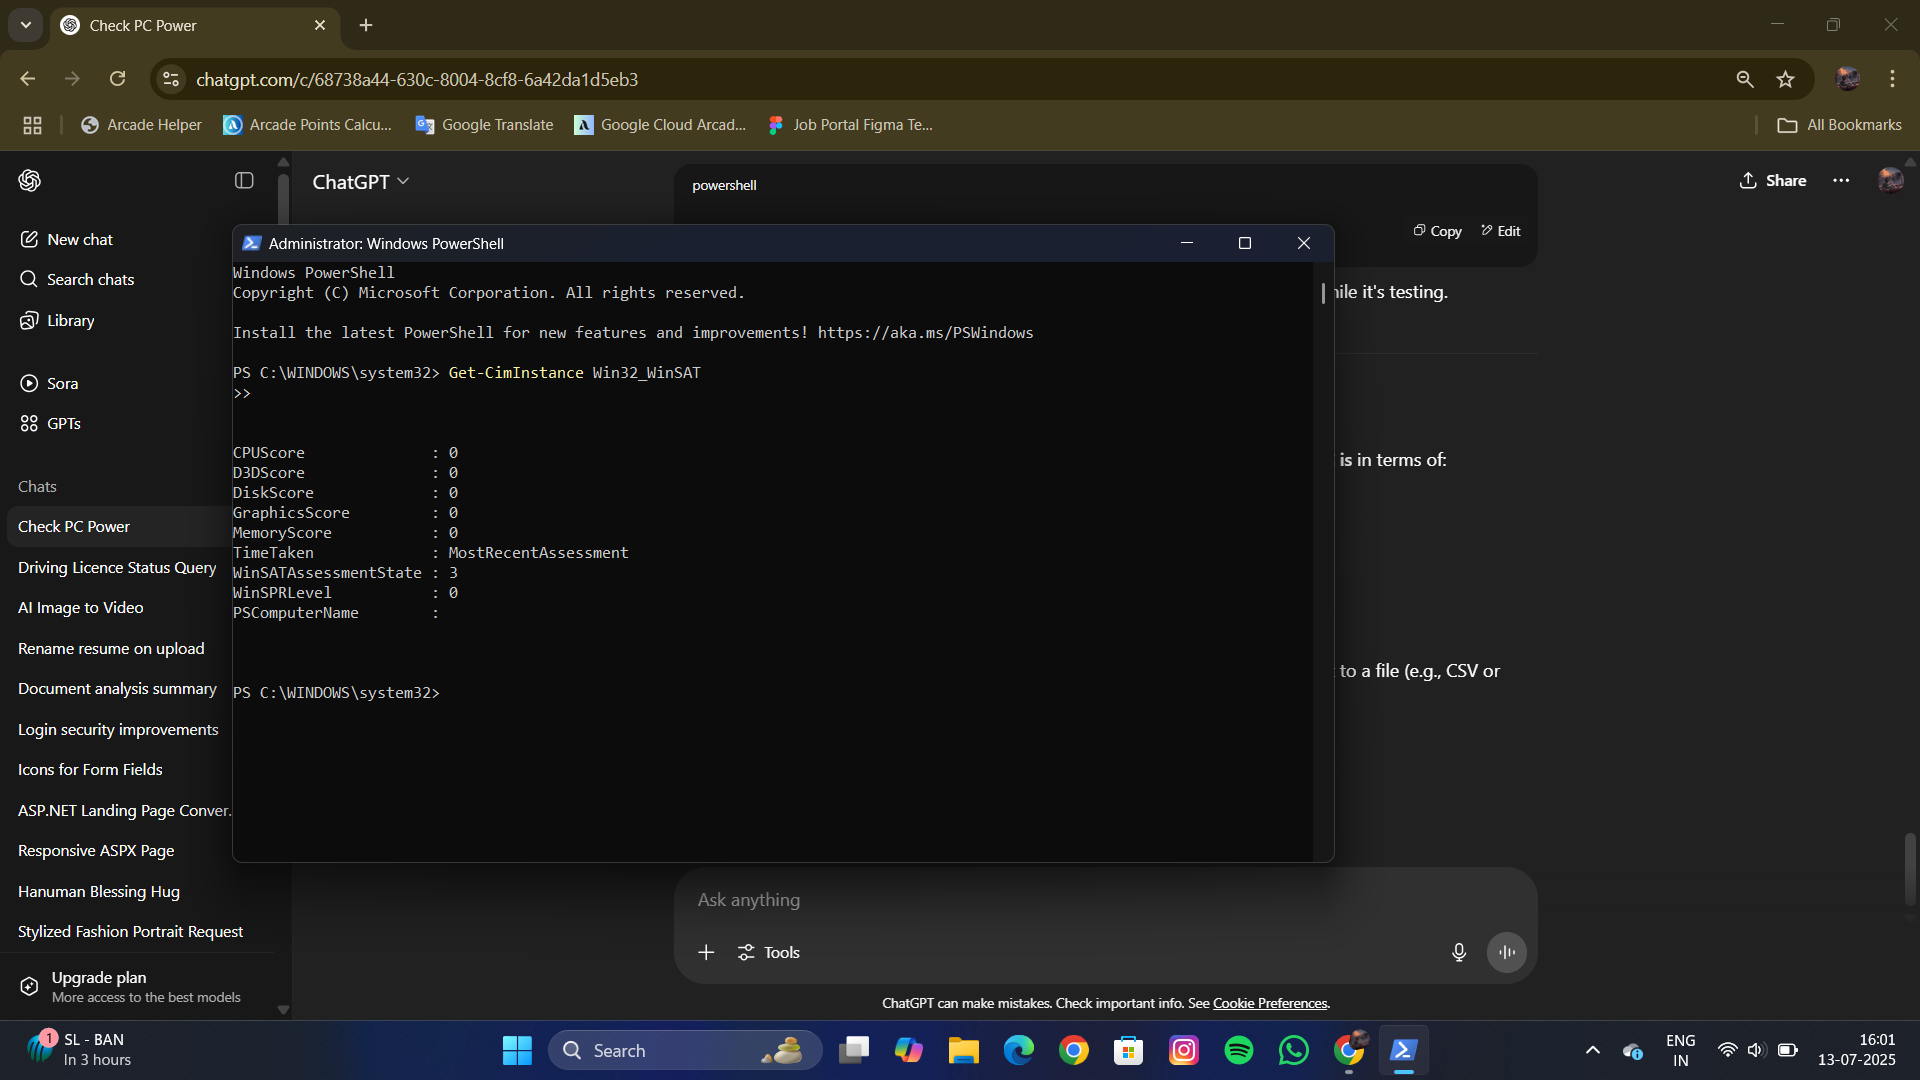 Check PC Power
chatgpt.com/c/68738a44-630c-8004-8cf8-6a42da1d5eb3
Arcade Helper
Arcade Points Calcu...
Google Translate
Google Cloud Arcad...
Job Portal Figma Te...
All Bookmarks
ChatGPT
powershell
Share
Copy
Edit
New chat
Search chats
Library
Sora
GPTs
Chats
Check PC Power
Driving Licence Status Query
AI Image to Video
Rename resume on upload
Document analysis summary
Login security improvements
Icons for Form Fields
ASP.NET Landing Page Conver.
Responsive ASPX Page
Hanuman Blessing Hug
Stylized Fashion Portrait Request
Upgrade plan
More access to the best models
Administrator: Windows PowerShell
Windows PowerShell
Copyright (C) Microsoft Corporation. All rights reserved.
Install the latest PowerShell for new features and improvements! https://aka.ms/PSWindows
PS C:\WINDOWS\system32> Get-CimInstance Win32_WinSAT
>>
CPUScore : 0
D3DScore : 0
DiskScore : 0
GraphicsScore : 0
MemoryScore : 0
TimeTaken : MostRecentAssessment
WinSATAssessmentState : 3
WinSPRLevel : 0
PSComputerName :
PS C:\WINDOWS\system32>
ile it's testing.
is in terms of:
to a file (e.g., CSV or
Ask anything
Tools
ChatGPT can make mistakes. Check important info. See Cookie Preferences.
1
SL - BAN
In 3 hours
Search
ENG
IN
16:01
13-07-2025